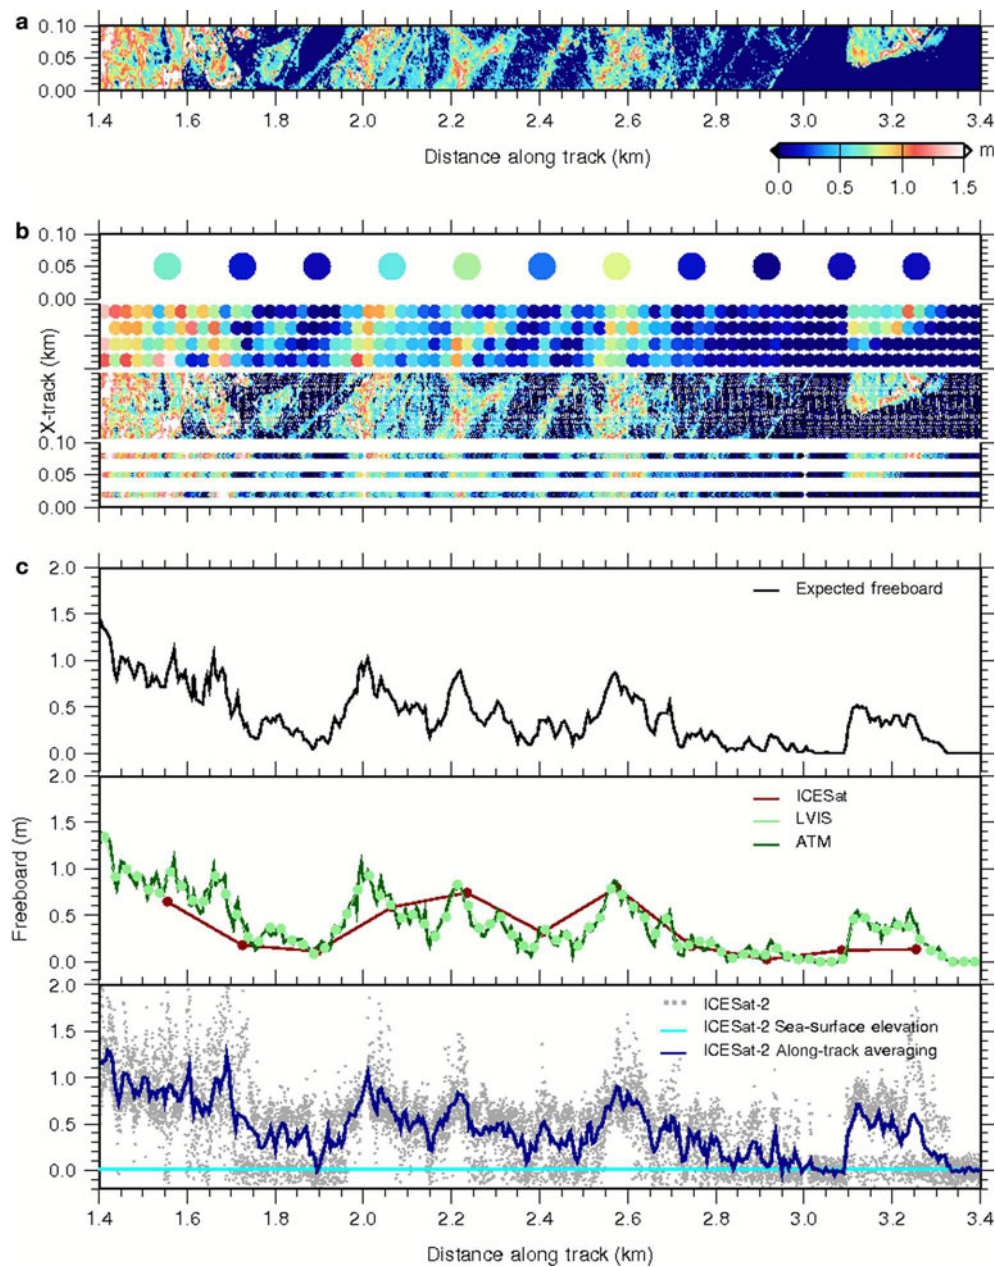 a
0.10
0.05
0.00
1.4 1.6 1.8 2.0 2.2 2.4 2.6 2.8 3.0 3.2 3.4
Distance along track (km)
m
0.0 0.5 1.0 1.5
b
0.10
0.05
0.00
X-track (km)
0.10
0.05
0.00
c
2.0
1.5
1.0
0.5
0.0
Expected freeboard
Freeboard (m)
2.0
1.5
1.0
0.5
0.0
ICESat
LVIS
ATM
2.0
1.5
1.0
0.5
0.0
ICESat-2
ICESat-2 Sea-surface elevation
ICESat-2 Along-track averaging
1.4 1.6 1.8 2.0 2.2 2.4 2.6 2.8 3.0 3.2 3.4
Distance along track (km)